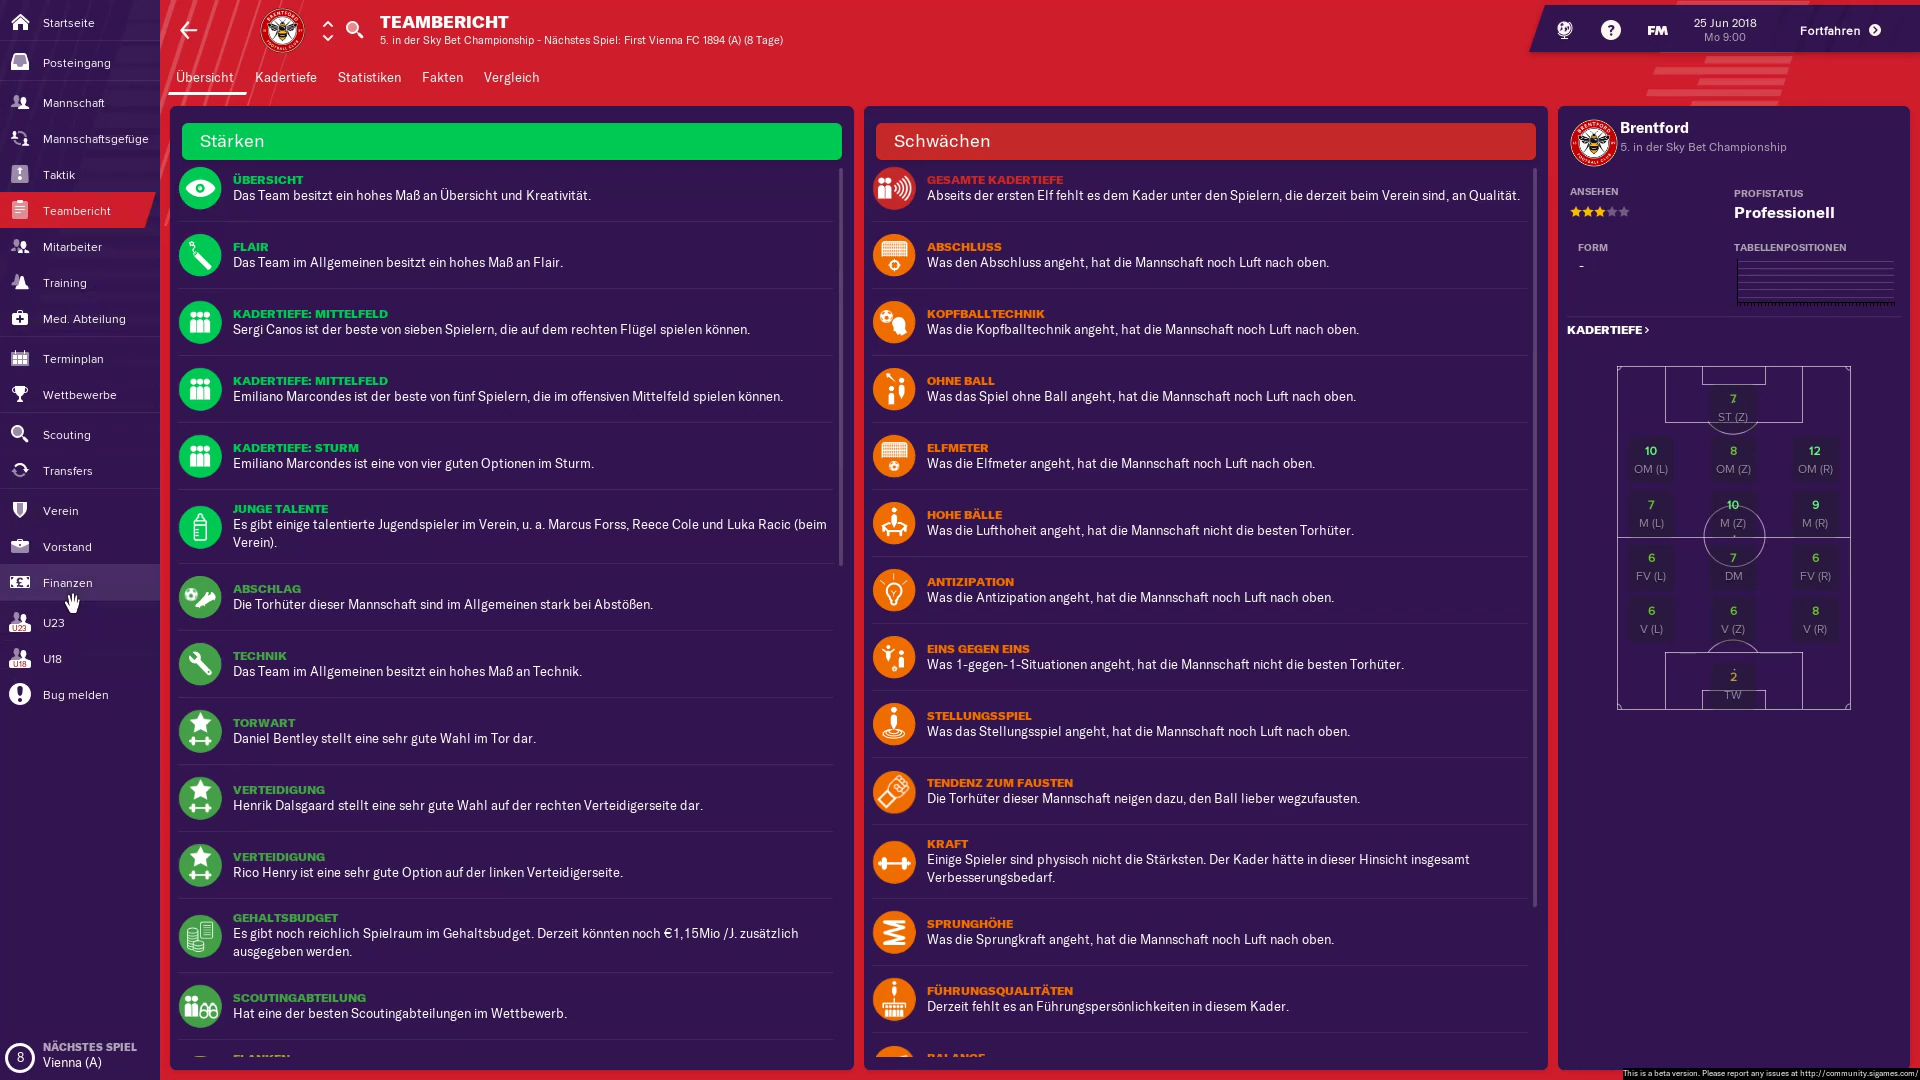 Startseite
Posteingang
Mannschaft
Mannschaftsgefüge
Taktik
Teambericht
Mitarbeiter
Training
Med. Abteilung
Terminplan
Wettbewerbe
Scouting
Transfers
Verein
Vorstand
Finanzen
U23
U23
U18
U18
Bug melden
8
NÄCHSTES SPIEL
Vienna (A)
TEAMBERICHT
5. in der Sky Bet Championship - Nächstes Spiel: First Vienna FC 1894 (A) (8 Tage)
?
FM
25 Jun 2018
Mo 9:00
Fortfahren
Übersicht Kadertiefe Statistiken Fakten Vergleich
Stärken
ÜBERSICHT
Das Team besitzt ein hohes Maß an Übersicht und Kreativität.
FLAIR
Das Team im Allgemeinen besitzt ein hohes Maß an Flair.
KADERTIEFE: MITTELFELD
Sergi Canos ist der beste von sieben Spielern, die auf dem rechten Flügel spielen können.
KADERTIEFE: MITTELFELD
Emiliano Marcondes ist der beste von fünf Spielern, die im offensiven Mittelfeld spielen können.
KADERTIEFE: STURM
Emiliano Marcondes ist eine von vier guten Optionen im Sturm.
JUNGE TALENTE
Es gibt einige talentierte Jugendspieler im Verein, u. a. Marcus Forss, Reece Cole und Luka Racic (beim
Verein).
ABSCHLAG
Die Torhüter dieser Mannschaft sind im Allgemeinen stark bei Abstößen.
TECHNIK
Das Team im Allgemeinen besitzt ein hohes Maß an Technik.
TORWART
Daniel Bentley stellt eine sehr gute Wahl im Tor dar.
VERTEIDIGUNG
Henrik Dalsgaard stellt eine sehr gute Wahl auf der rechten Verteidigerseite dar.
VERTEIDIGUNG
Rico Henry ist eine sehr gute Option auf der linken Verteidigerseite.
GEHALTSBUDGET
Es gibt noch reichlich Spielraum im Gehaltsbudget. Derzeit könnten noch €1,15Mio /J. zusätzlich
ausgegeben werden.
SCOUTINGABTEILUNG
Hat eine der besten Scoutingabteilungen im Wettbewerb.
FLANKEN
Schwächen
GESAMTE KADERTIEFE
Abseits der ersten Elf fehlt es dem Kader unter den Spielern, die derzeit beim Verein sind, an Qualität.
ABSCHLUSS
Was den Abschluss angeht, hat die Mannschaft noch Luft nach oben.
KOPFBALLTECHNIK
Was die Kopfballtechnik angeht, hat die Mannschaft noch Luft nach oben.
OHNE BALL
Was das Spiel ohne Ball angeht, hat die Mannschaft noch Luft nach oben.
ELFMETER
Was die Elfmeter angeht, hat die Mannschaft noch Luft nach oben.
HOHE BÄLLE
Was die Lufthoheit angeht, hat die Mannschaft nicht die besten Torhüter.
ANTIZIPATION
Was die Antizipation angeht, hat die Mannschaft noch Luft nach oben.
EINS GEGEN EINS
Was 1-gegen-1-Situationen angeht, hat die Mannschaft nicht die besten Torhüter.
STELLUNGSSPIEL
Was das Stellungsspiel angeht, hat die Mannschaft noch Luft nach oben.
TENDENZ ZUM FAUSTEN
Die Torhüter dieser Mannschaft neigen dazu, den Ball lieber wegzufausten.
KRAFT
Einige Spieler sind physisch nicht die Stärksten. Der Kader hätte in dieser Hinsicht insgesamt
Verbesserungsbedarf.
SPRUNGHÖHE
Was die Sprungkraft angeht, hat die Mannschaft noch Luft nach oben.
FÜHRUNGSQUALITÄTEN
Derzeit fehlt es an Führungspersönlichkeiten in diesem Kader.
BALANCE
BRENTFORD
Brentford
5. in der Sky Bet Championship
ANSEHEN
PROFISTATUS
Professionell
FORM
-
TABELLENPOSITIONEN
KADERTIEFE >
7
ST (Z)
10 8 12
OM (L) OM (Z) OM (R)
7 10 9
M (L) M (Z) M (R)
6 7 6
FV (L) DM FV (R)
6 6 8
V (L) V (Z) V (R)
2
TW
This is a beta version. Please report any issues at http://community.sigames.com/